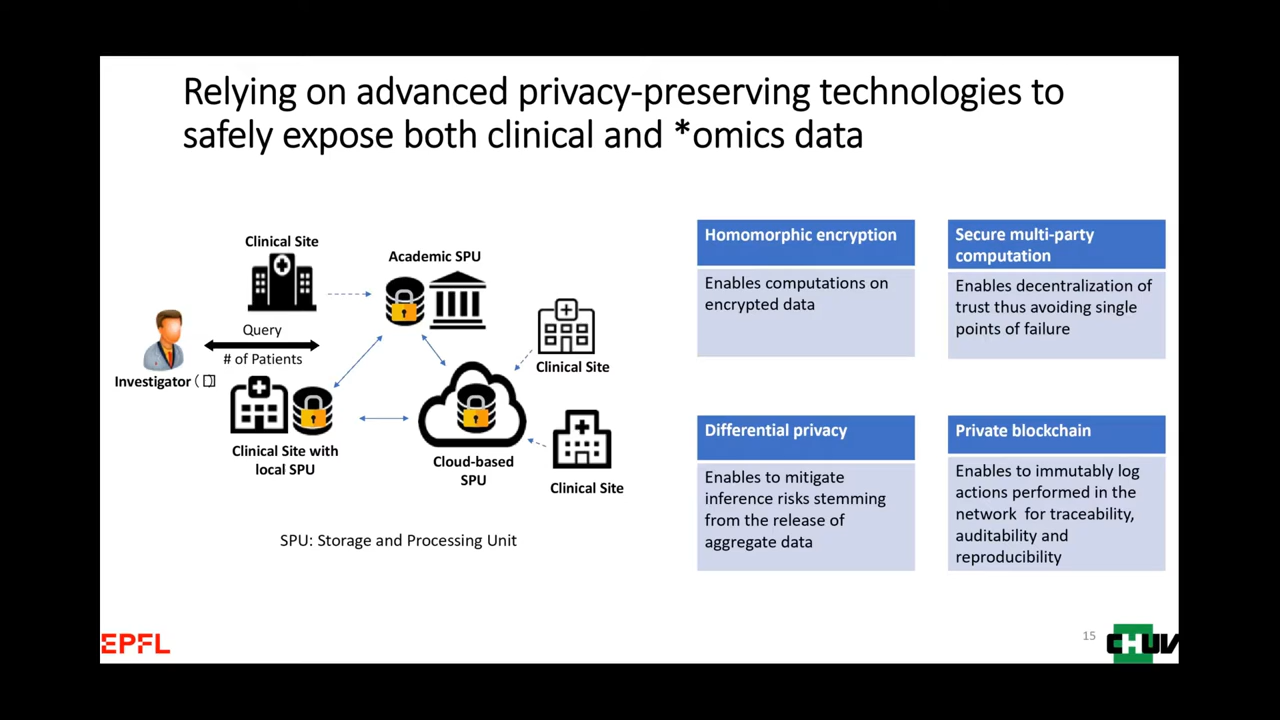 Relying on advanced privacy-preserving technologies to
safely expose both clinical and *omics data
Clinical Site
Academic SPU
Query
# of Patients
Investigator (
Clinical Site
Clinical Site with
local SPU
Cloud-based
SPU
Clinical Site
SPU: Storage and Processing Unit
Homomorphic encryption
Enables computations on
encrypted data
Secure multi-party
computation
Enables decentralization of
trust thus avoiding single
points of failure
Differential privacy
Enables to mitigate
inference risks stemming
from the release of
aggregate data
Private blockchain
Enables to immutably log
actions performed in the
network for traceability,
auditability and
reproducibility
EPFL
15
CHUV